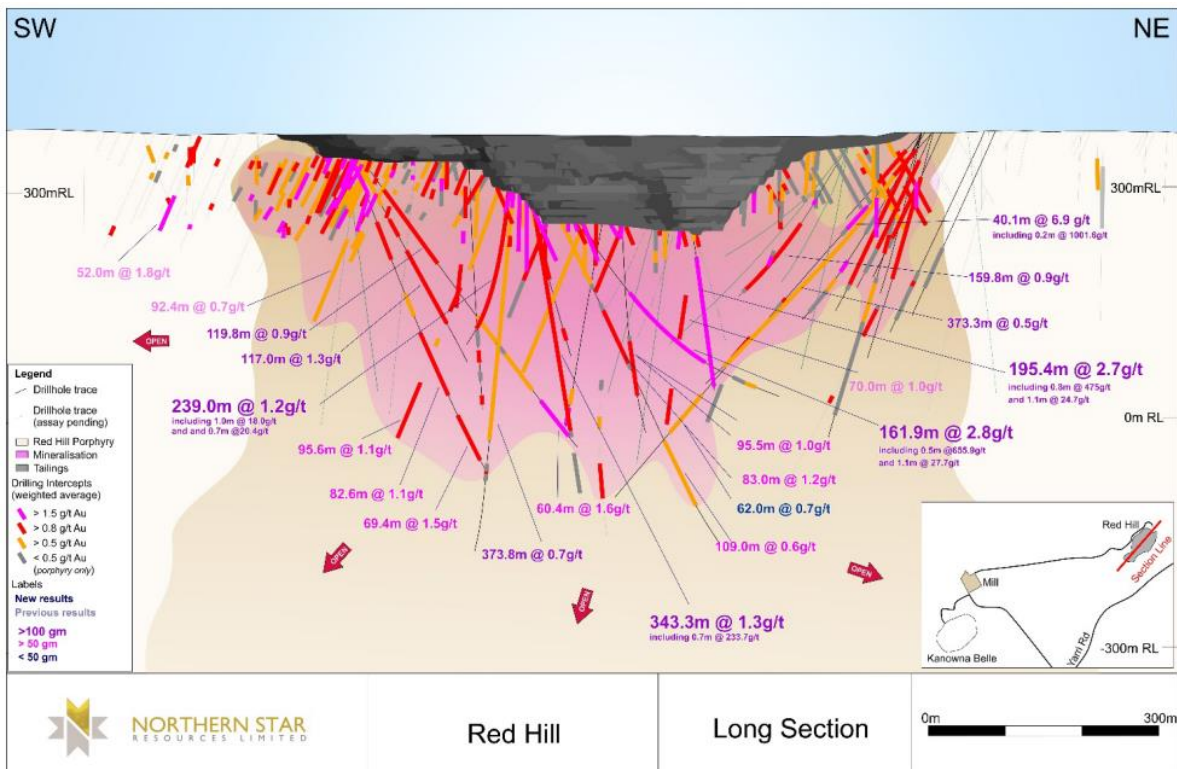 SW
NE
300mRL
300mRL
40.1m @ 6.9 g/t
including 0.2m @ 1001.6g/t
52.0m @ 1.8g/t
159.8m @ 0.9g/t
92.4m @ 0.7g/t
373.3m @ 0.5g/t
119.8m @ 0.9g/t
OPEN
117.0m @ 1.3g/t
195.4m @ 2.7g/t
including 0.8m @ 475g/t
and 1.1m @ 24.7g/t
70.0m @ 1.0g/t
239.0m @ 1.2g/t
including 1.0m @ 18.0g/t
and and 0.7m @20.4g/t
0m RL
161.9m @ 2.8g/t
including 0.5m @655.9g/t
and 1.1m @ 27.7g/t
95.6m @ 1.1g/t
95.5m @ 1.0g/t
82.6m @ 1.1g/t
83.0m @ 1.2g/t
60.4m @ 1.6g/t
62.0m @ 0.7g/t
69.4m @ 1.5g/t
109.0m @ 0.6g/t
373.8m @ 0.7g/t
OPEN
OPEN
OPEN
343.3m @ 1.3g/t
including 0.7m @ 233.7g/t
Legend
Drillhole trace
Drillhole trace
(assay pending)
Red Hill Porphyry
Mineralisation
Tailings
Drilling Intercepts
(weighted average)
> 1.5 g/t Au
> 0.8 g/t Au
> 0.5 g/t Au
< 0.5 g/t Au
(porphyry only)
Labels
New results
Previous results
>100 gm
> 50 gm
< 50 gm
Red Hill
Section Line
Mill
Yarri Rd
Kanowna Belle
-300m RL
NORTHERN STAR
RESOURCES LIMITED
Red Hill
Long Section
0m
300m